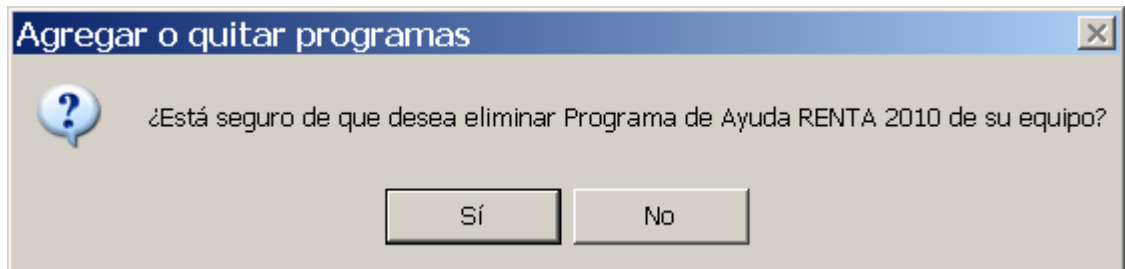 Agregar o quitar programas
¿Está seguro de que desea eliminar Programa de Ayuda RENTA 2010 de su equipo?
Sí
No